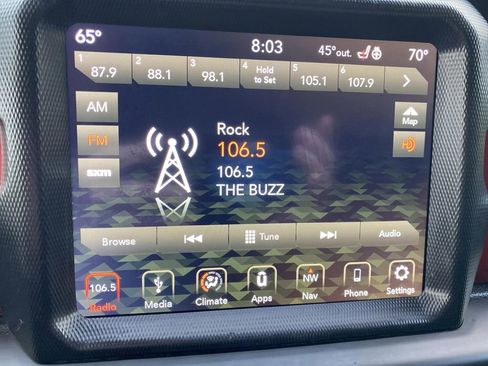 65°
8:03
45°out.
70°
1 87.9
2 88.1
3 98.1
4 Hold to Set
5 105.1
6 107.9
AM
FM
sxm
Map
HD
Rock
106.5
106.5
THE BUZZ
Browse
Tune
Audio
106.5
NW
Radio
Media
Climate
Apps
Nav
Phone
Settings